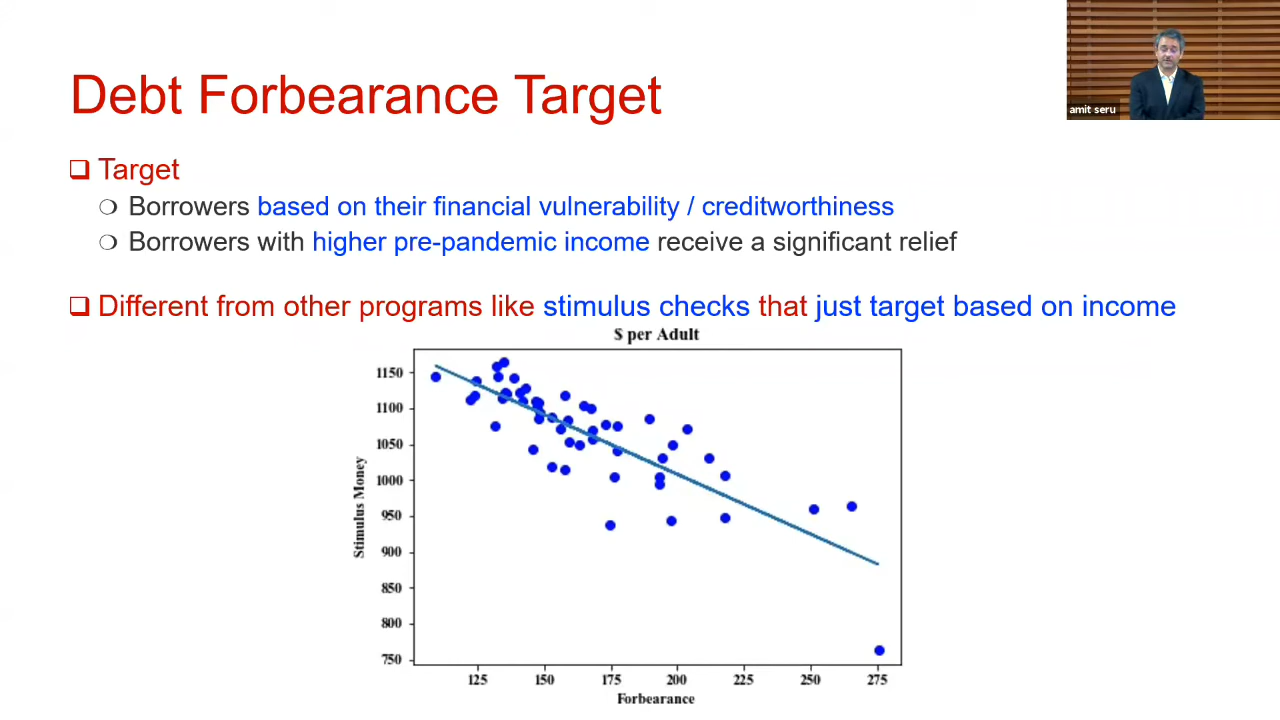 Debt Forbearance Target
amit seru
❑ Target
❍ Borrowers based on their financial vulnerability / creditworthiness
❍ Borrowers with higher pre-pandemic income receive a significant relief
❑ Different from other programs like stimulus checks that just target based on income
$ per Adult
Stimulus Money
1150
1100
1050
1000
950
900
850
800
750
125 150 175 200 225 250 275
Forbearance